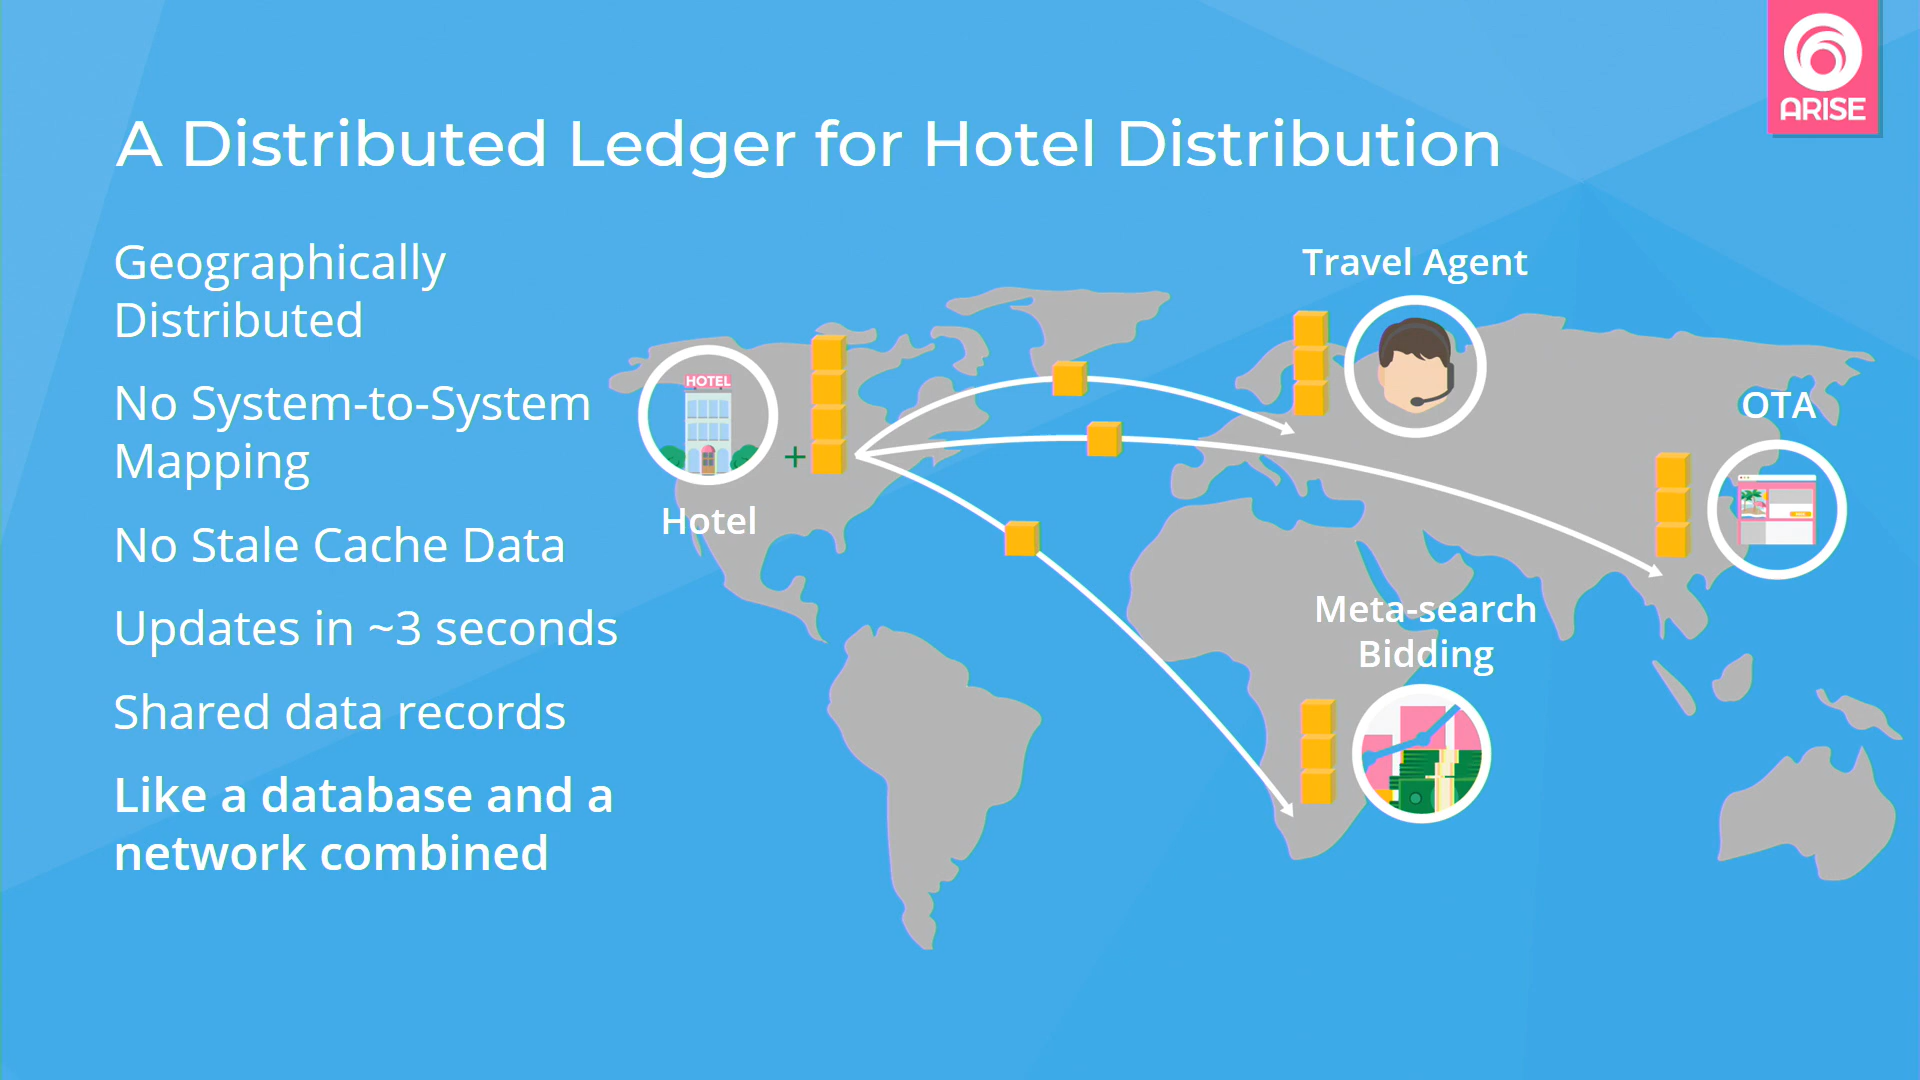 ARISE
A Distributed Ledger for Hotel Distribution
Geographically
Distributed
No System-to-System
Mapping
No Stale Cache Data
Updates in ~3 seconds
Shared data records
Like a database and a
network combined
HOTEL
+
Hotel
Travel Agent
OTA
Meta-search
Bidding